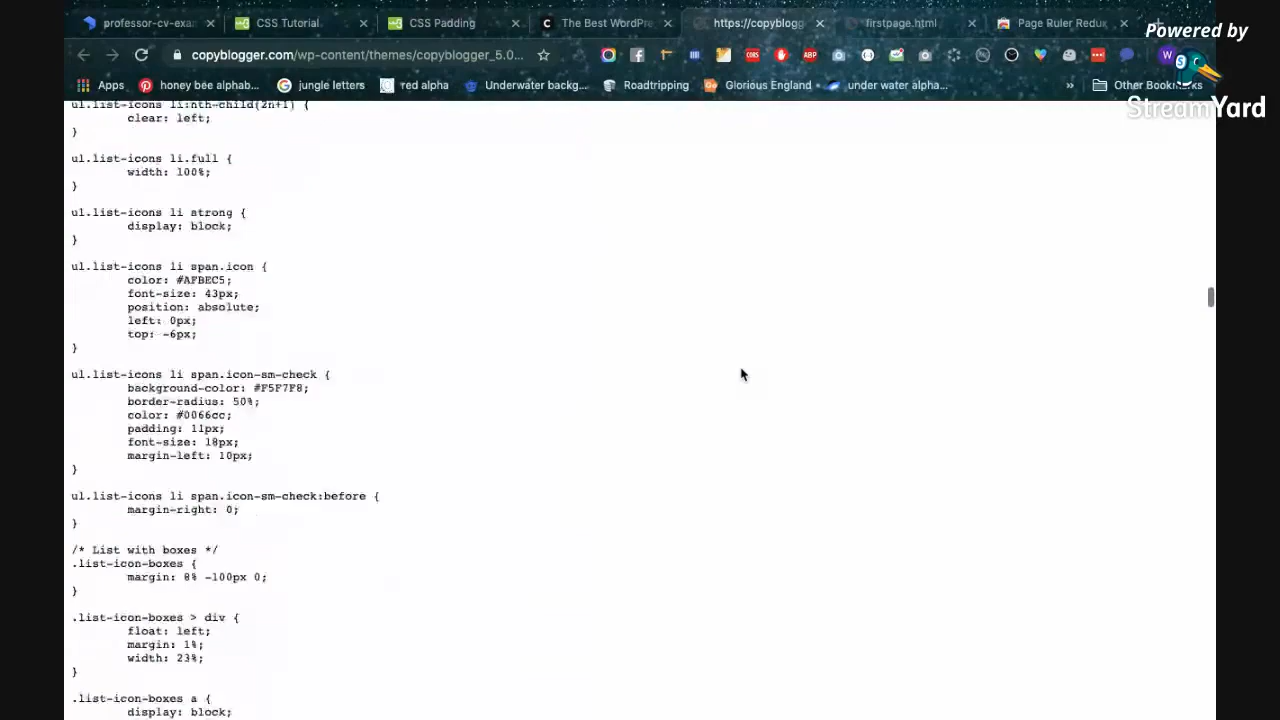 professor-cv-exa
CSS Tutorial
CSS Padding
The Best WordPre
https://copyblogg
firstpage.html
Page Ruler Redux
Powered by
StreamYard
copyblogger.com/wp-content/themes/copyblogger_5.0...
Apps
honey bee alphab...
jungle letters
red alpha
Underwater backg...
Roadtripping
Glorious England
under water alpha...
»
Other Bookmarks
ul.list-icons li:nth-child(2n+1) {
clear: left;
}
ul.list-icons li.full {
width: 100%;
}
ul.list-icons li strong {
display: block;
}
ul.list-icons li span.icon {
color: #AFBEC5;
font-size: 43px;
position: absolute;
left: 0px;
top: -6px;
}
ul.list-icons li span.icon-sm-check {
background-color: #F5F7F8;
border-radius: 50%;
color: #0066cc;
padding: 11px;
font-size: 18px;
margin-left: 10px;
}
ul.list-icons li span.icon-sm-check:before {
margin-right: 0;
}
/* List with boxes */
.list-icon-boxes {
margin: 8% -100px 0;
}
.list-icon-boxes > div {
float: left;
margin: 1%;
width: 23%;
}
.list-icon-boxes a {
display: block;